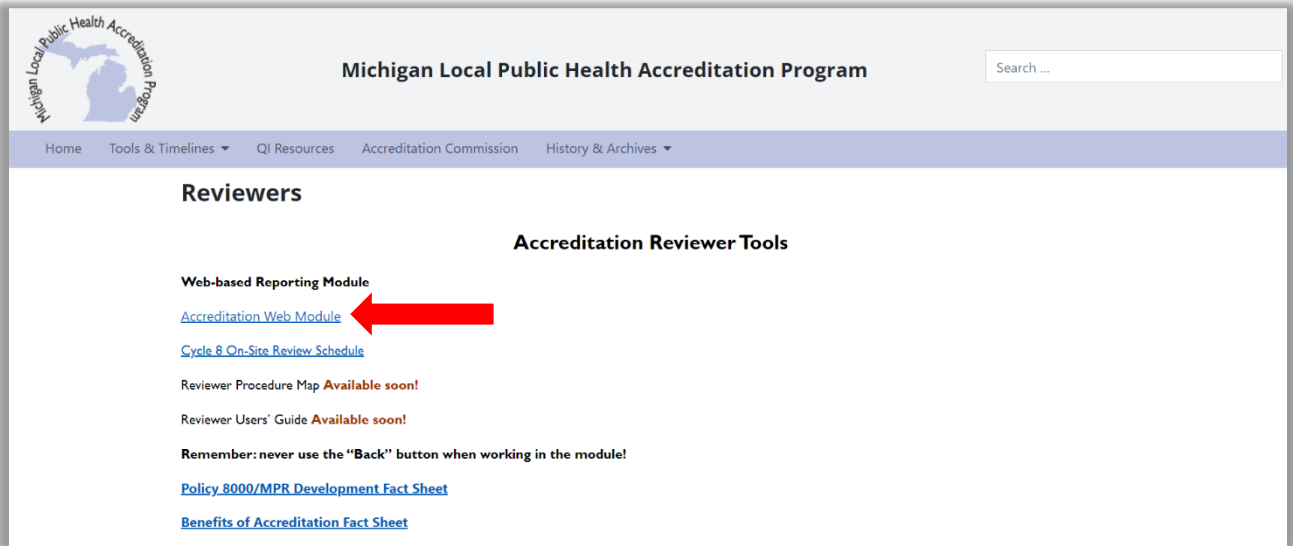 Michigan Local Public Health Accreditation Program
Michigan Local Public Health Accreditation Program
Search ...
Home Tools & Timelines QI Resources Accreditation Commission History & Archives
Reviewers
Accreditation Reviewer Tools
Web-based Reporting Module
Accreditation Web Module
Cycle 8 On-Site Review Schedule
Reviewer Procedure Map Available soon!
Reviewer Users’ Guide Available soon!
Remember: never use the “Back” button when working in the module!
Policy 8000/MPR Development Fact Sheet
Benefits of Accreditation Fact Sheet